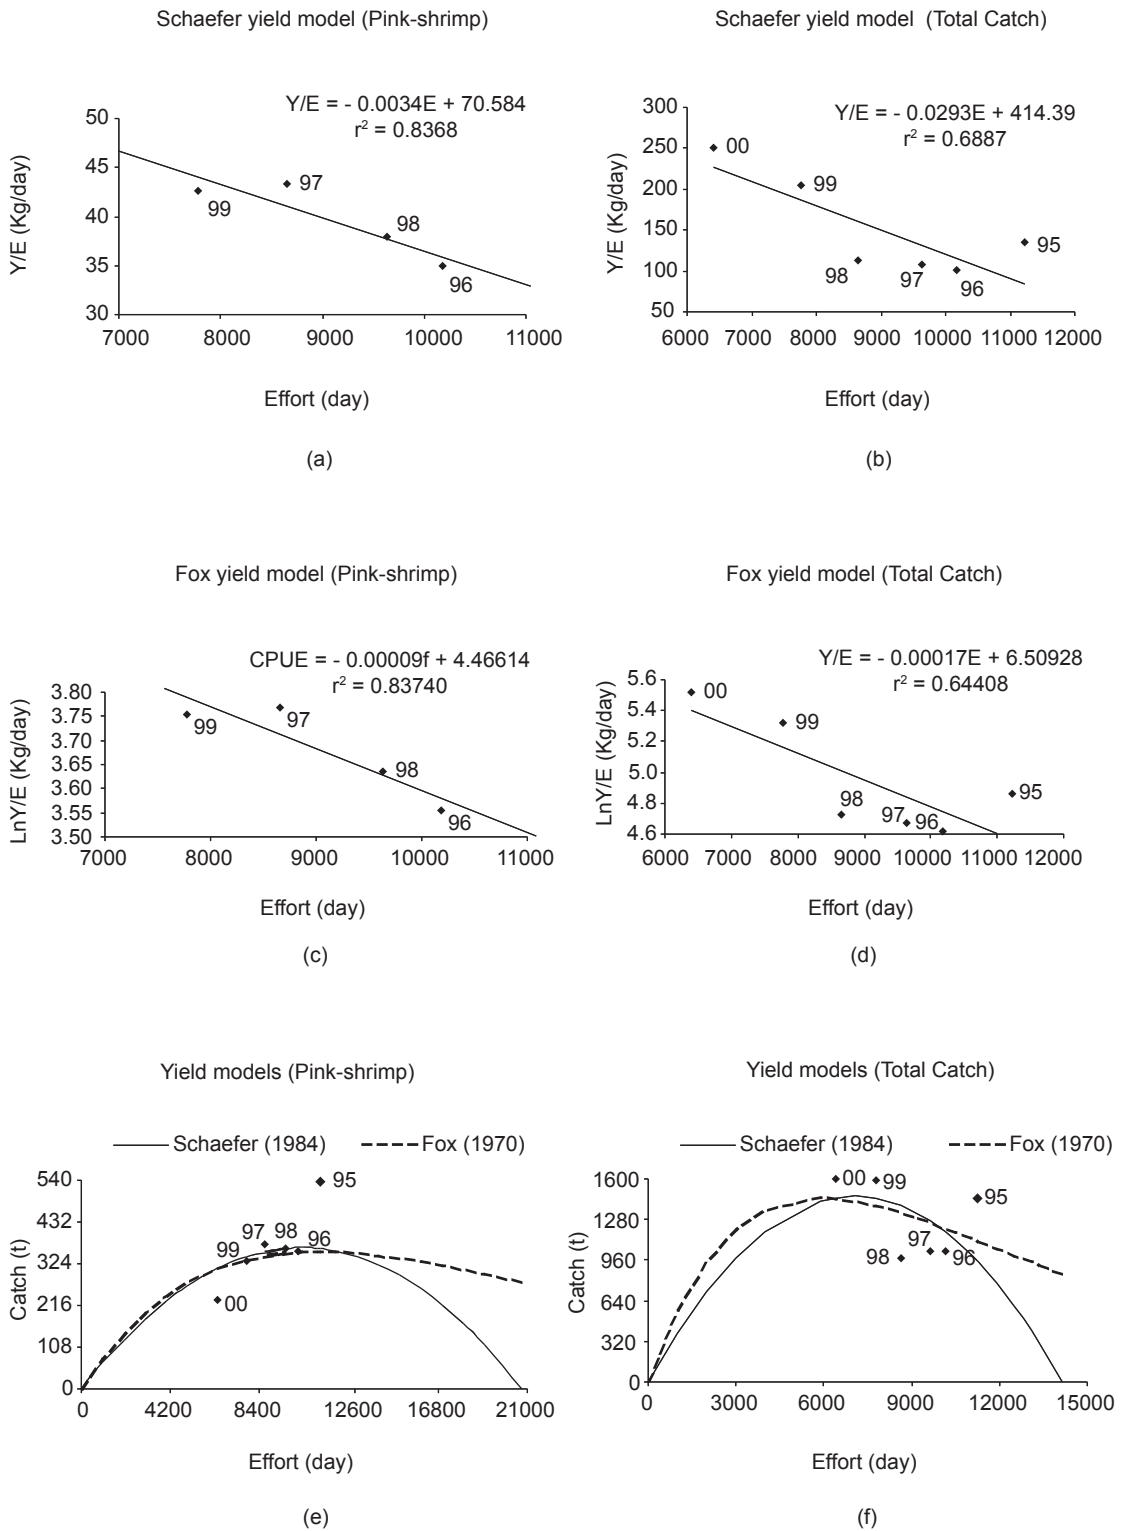 Schaefer yield model (Pink-shrimp)
Y/E = - 0.0034E + 70.584
r² = 0.8368
50
45
40
35
30
Y/E (Kg/day)
97
99
98
96
7000 8000 9000 10000 11000
Effort (day)
(a)
Schaefer yield model (Total Catch)
Y/E = - 0.0293E + 414.39
r² = 0.6887
300
250
200
150
100
50
Y/E (Kg/day)
00
99
95
98
97
96
6000 7000 8000 9000 10000 11000 12000
Effort (day)
(b)
Fox yield model (Pink-shrimp)
CPUE = - 0.00009f + 4.46614
r² = 0.83740
3.80
3.75
3.70
3.65
3.60
3.55
3.50
LnY/E (Kg/day)
99
97
98
96
7000 8000 9000 10000 11000
Effort (day)
(c)
Fox yield model (Total Catch)
Y/E = - 0.00017E + 6.50928
r² = 0.64408
5.6
5.4
5.2
5.0
4.8
4.6
LnY/E (Kg/day)
00
99
98
95
97
96
6000 7000 8000 9000 10000 11000 12000
Effort (day)
(d)
Yield models (Pink-shrimp)
Schaefer (1984) Fox (1970)
540
432
324
216
108
0
Catch (t)
95
97
98
96
99
00
0 4200 8400 12600 16800 21000
Effort (day)
(e)
Yield models (Total Catch)
Schaefer (1984) Fox (1970)
1600
1280
960
640
320
0
Catch (t)
00
99
95
97
98
96
0 3000 6000 9000 12000 15000
Effort (day)
(f)